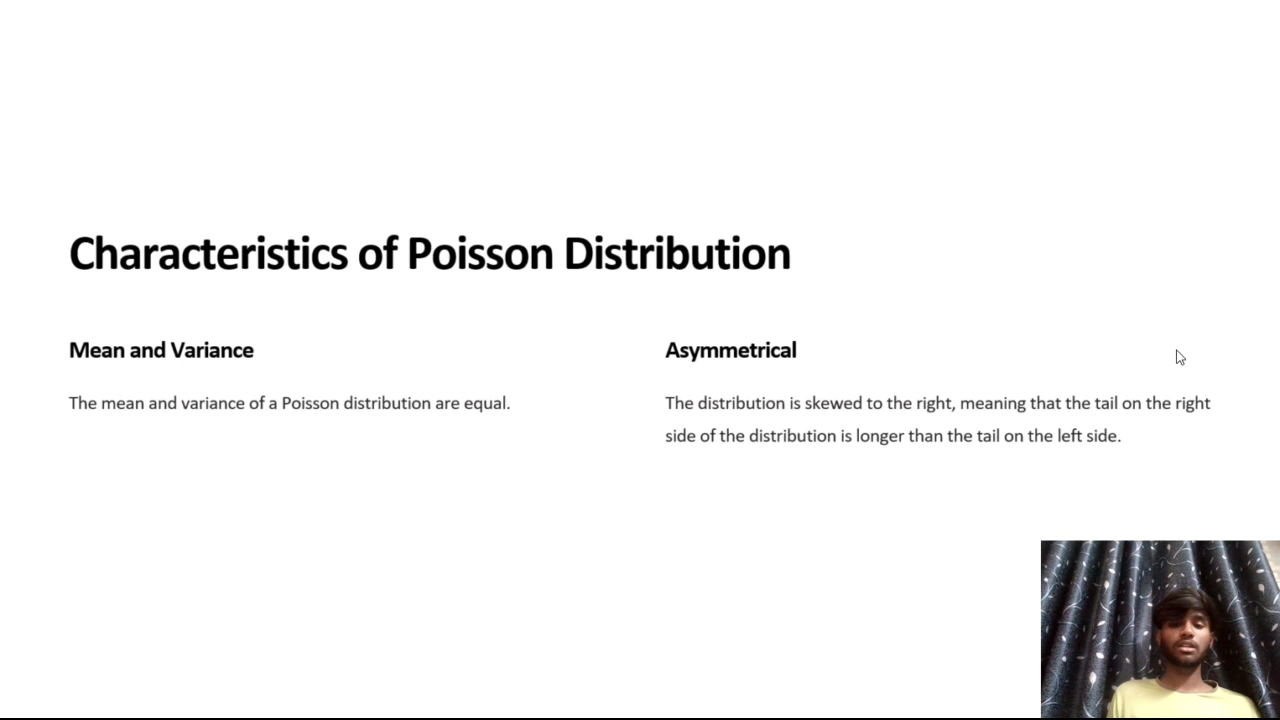 Characteristics of Poisson Distribution
Mean and Variance
The mean and variance of a Poisson distribution are equal.
Asymmetrical
The distribution is skewed to the right, meaning that the tail on the right
side of the distribution is longer than the tail on the left side.